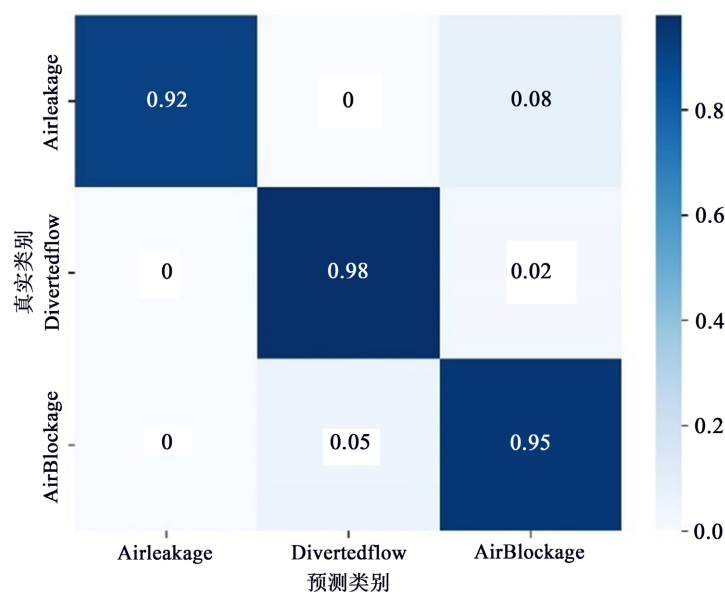 Airleakage
0.92
0
0.08
0.8
0.6
真实类别
Divertedflow
0
0.98
0.02
0.4
AirBlockage
0
0.05
0.95
0.2
0.0
Airleakage
Divertedflow
AirBlockage
预测类别